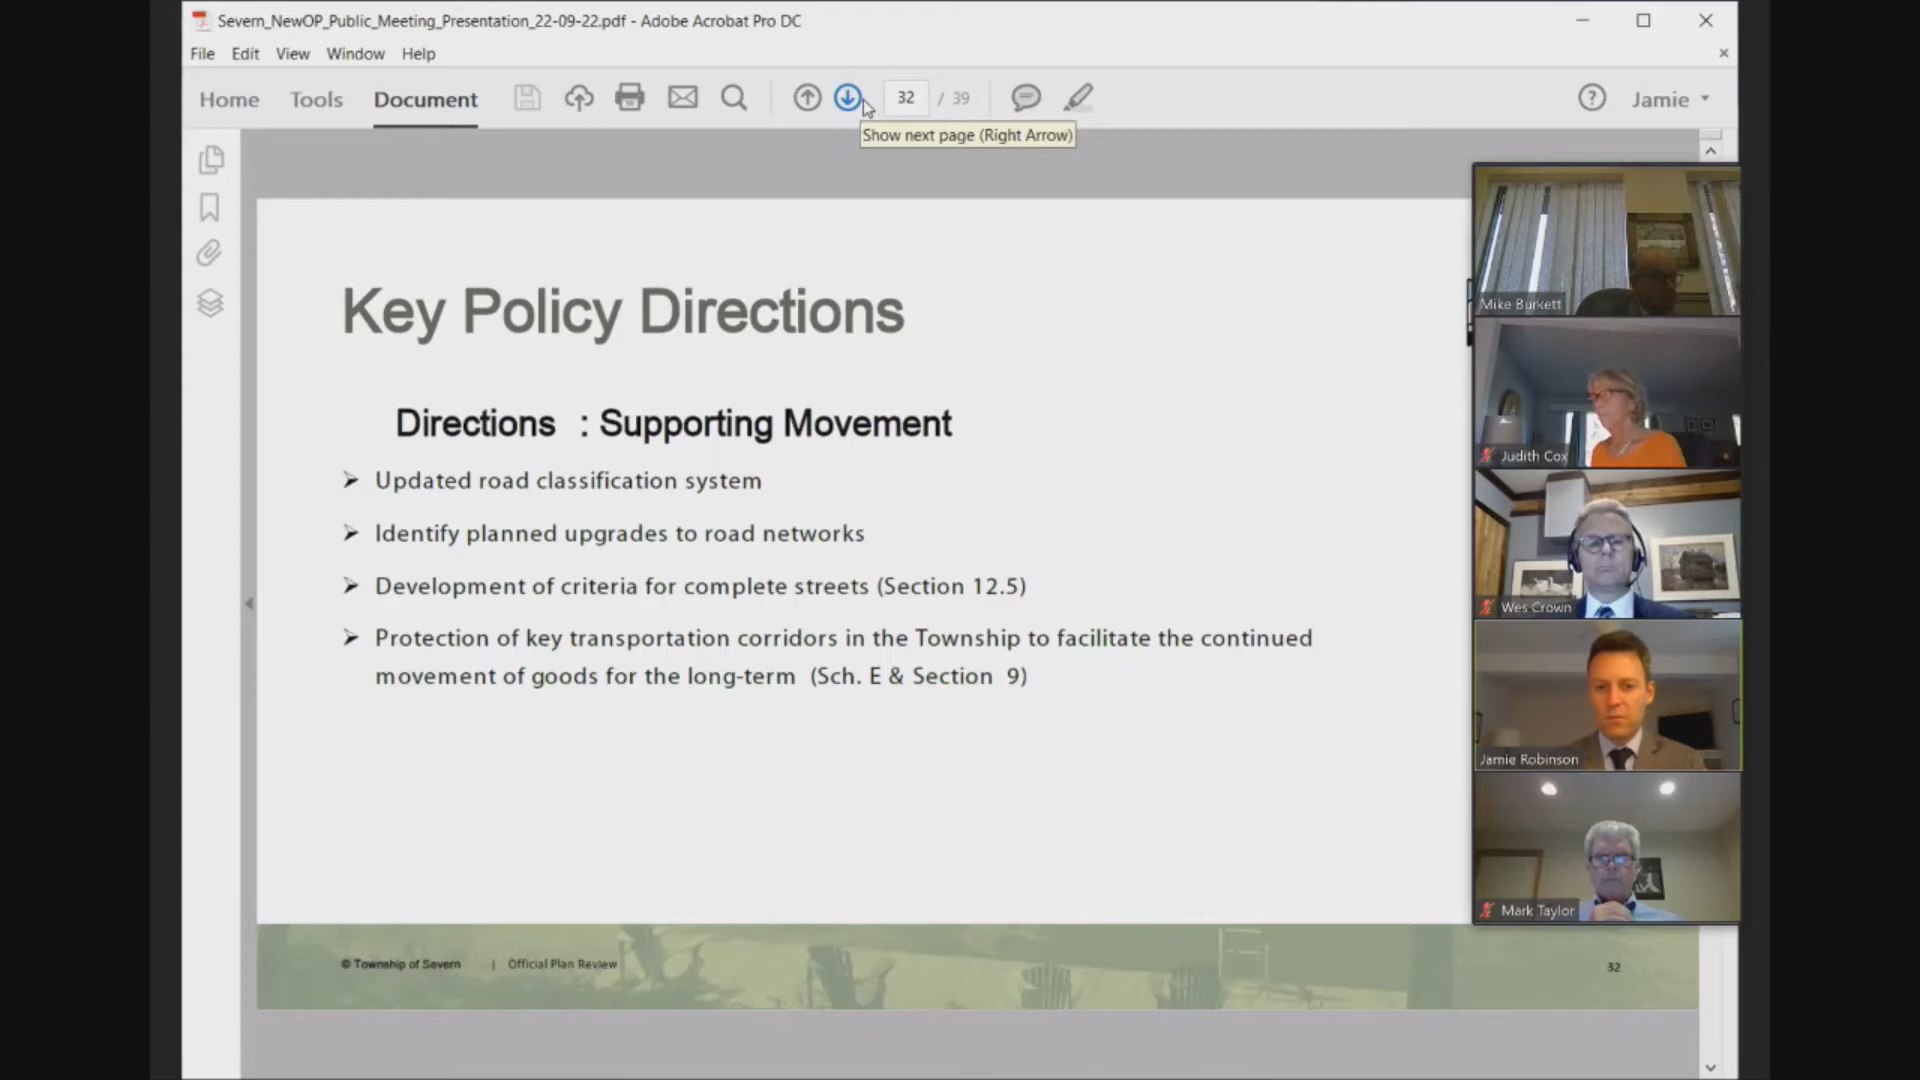 Severn_NewOP_Public_Meeting_Presentation_22-09-22.pdf - Adobe Acrobat Pro DC
File Edit View Window Help
Home Tools Document 32 / 39 Jamie
Show next page (Right Arrow)
Key Policy Directions
Directions : Supporting Movement
Updated road classification system
Identify planned upgrades to road networks
Development of criteria for complete streets (Section 12.5)
Protection of key transportation corridors in the Township to facilitate the continued
movement of goods for the long-term (Sch. E & Section 9)
Mike Burkett
Judith Cox
Wes Crown
Jamie Robinson
Mark Taylor
© Township of Severn | Official Plan Review 32